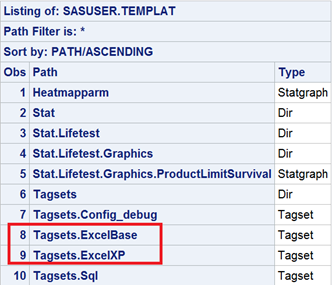 Listing of: SASUSER.TEMPLAT
Path Filter is: *
Sort by: PATH/ASCENDING
Obs Path Type
1 Heatmapparm Statgraph
2 Stat Dir
3 Stat.Lifetest Dir
4 Stat.Lifetest.Graphics Dir
5 Stat.Lifetest.Graphics.ProductLimitSurvival Statgraph
6 Tagsets Dir
7 Tagsets.Config_debug Tagset
8 Tagsets.ExcelBase Tagset
9 Tagsets.ExcelXP Tagset
10 Tagsets.Sql Tagset